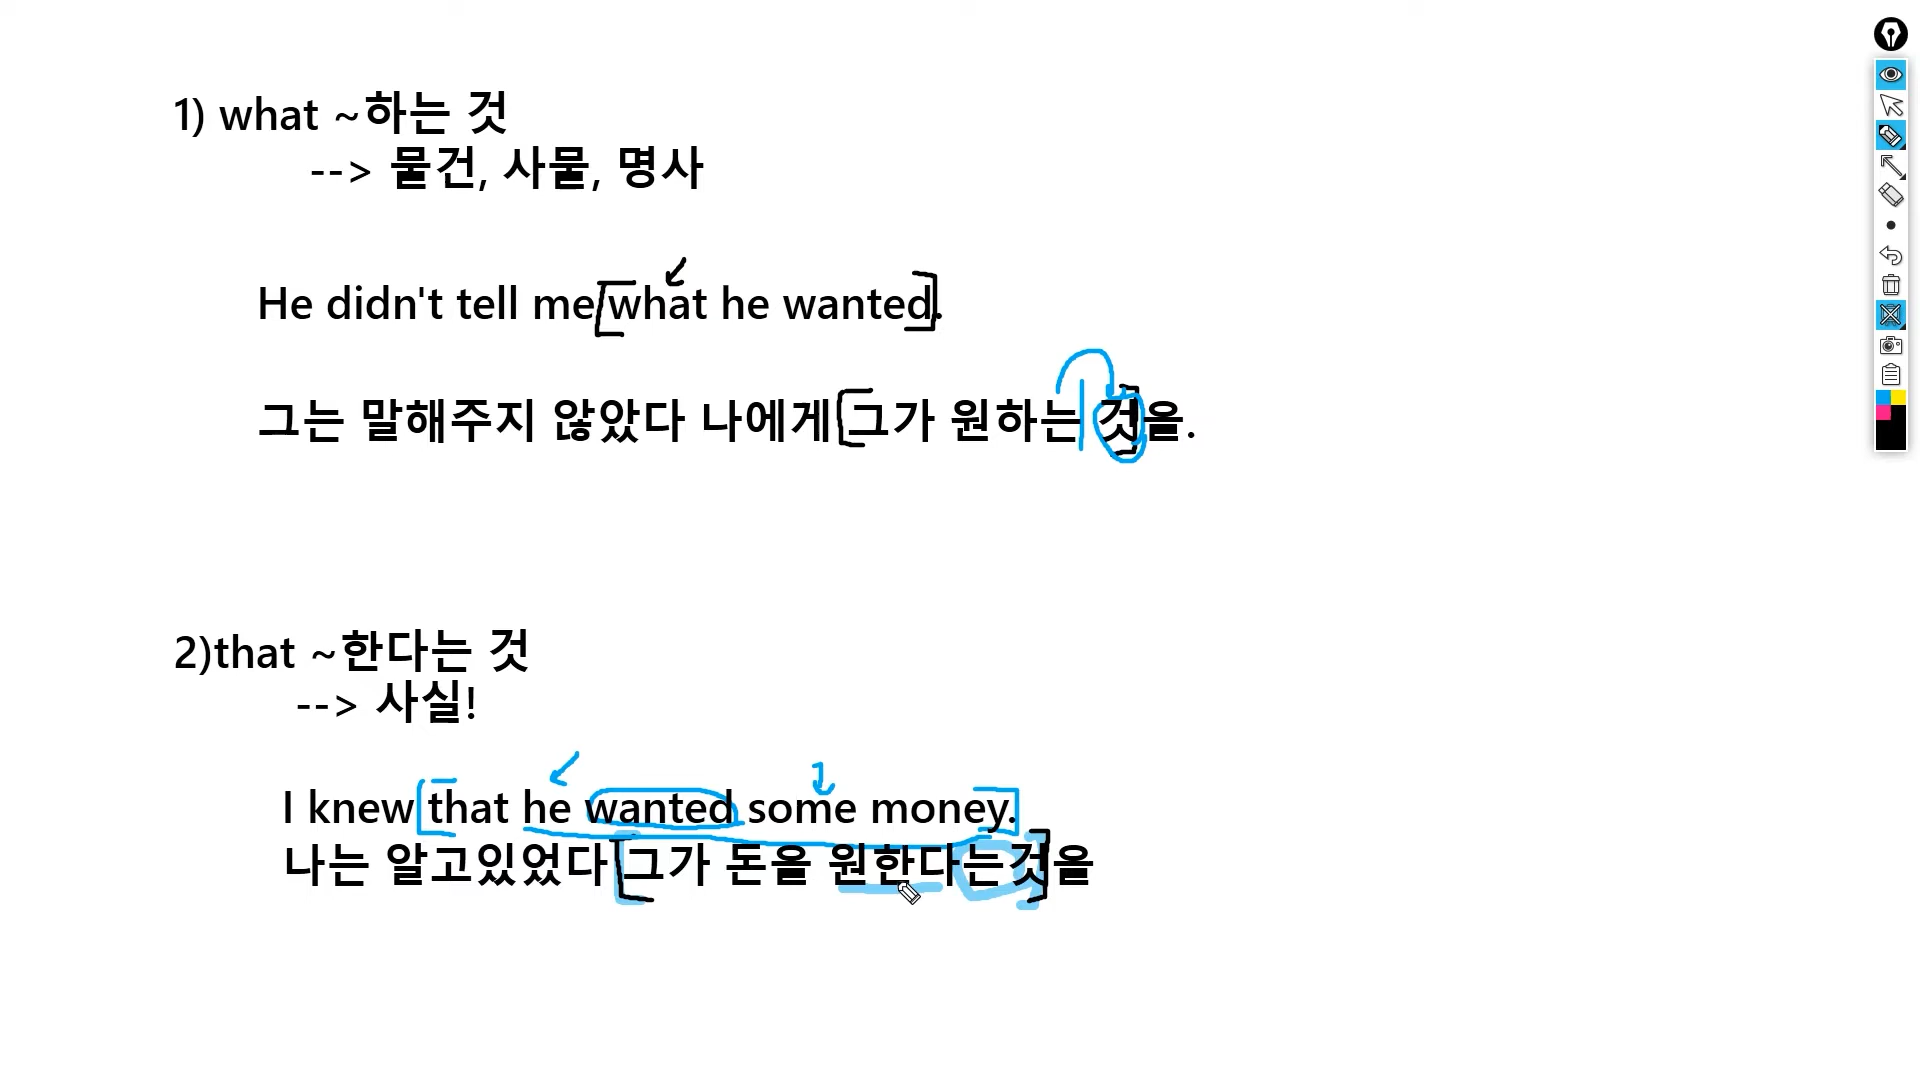 1) what ~하는 것
--> 물건, 사물, 명사
He didn't tell me what he wanted.
그는 말해주지 않았다 나에게 그가 원하는 것을.
2)that ~한다는 것
--> 사실!
I knew that he wanted some money.
나는 알고있었다 그가 돈을 원한다는것을